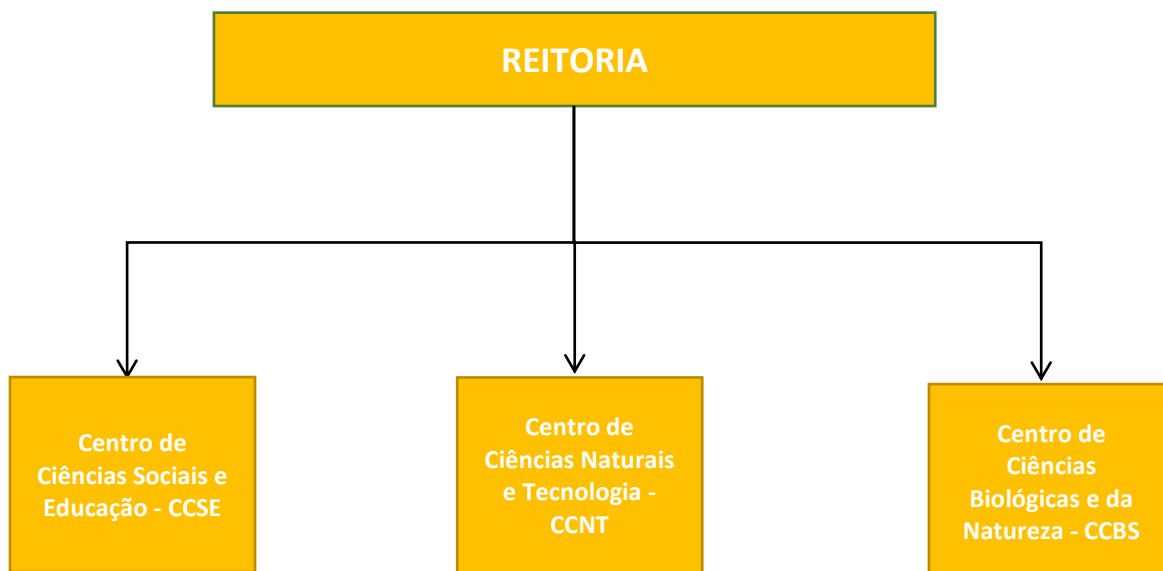 REITORIA
Centro de
Ciências Sociais e
Educação - CCSE
Centro de
Ciências Naturais
e Tecnologia -
CCNT
Centro de
Ciências
Biológicas e da
Natureza - CCBS